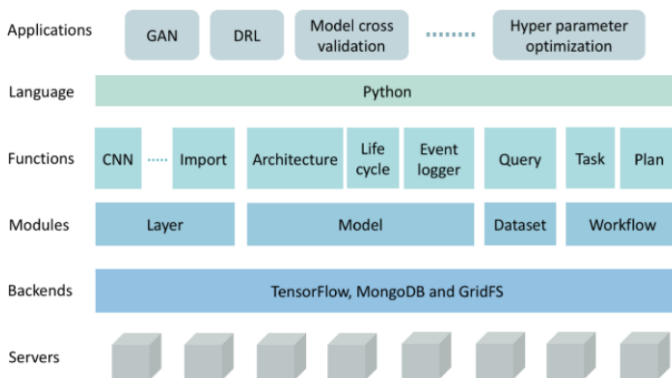 Applications GAN DRL Model cross validation Hyper parameter optimization
Language Python
Functions CNN Import Architecture Life cycle Event logger Query Task Plan
Modules Layer Model Dataset Workflow
Backends TensorFlow, MongoDB and GridFS
Servers